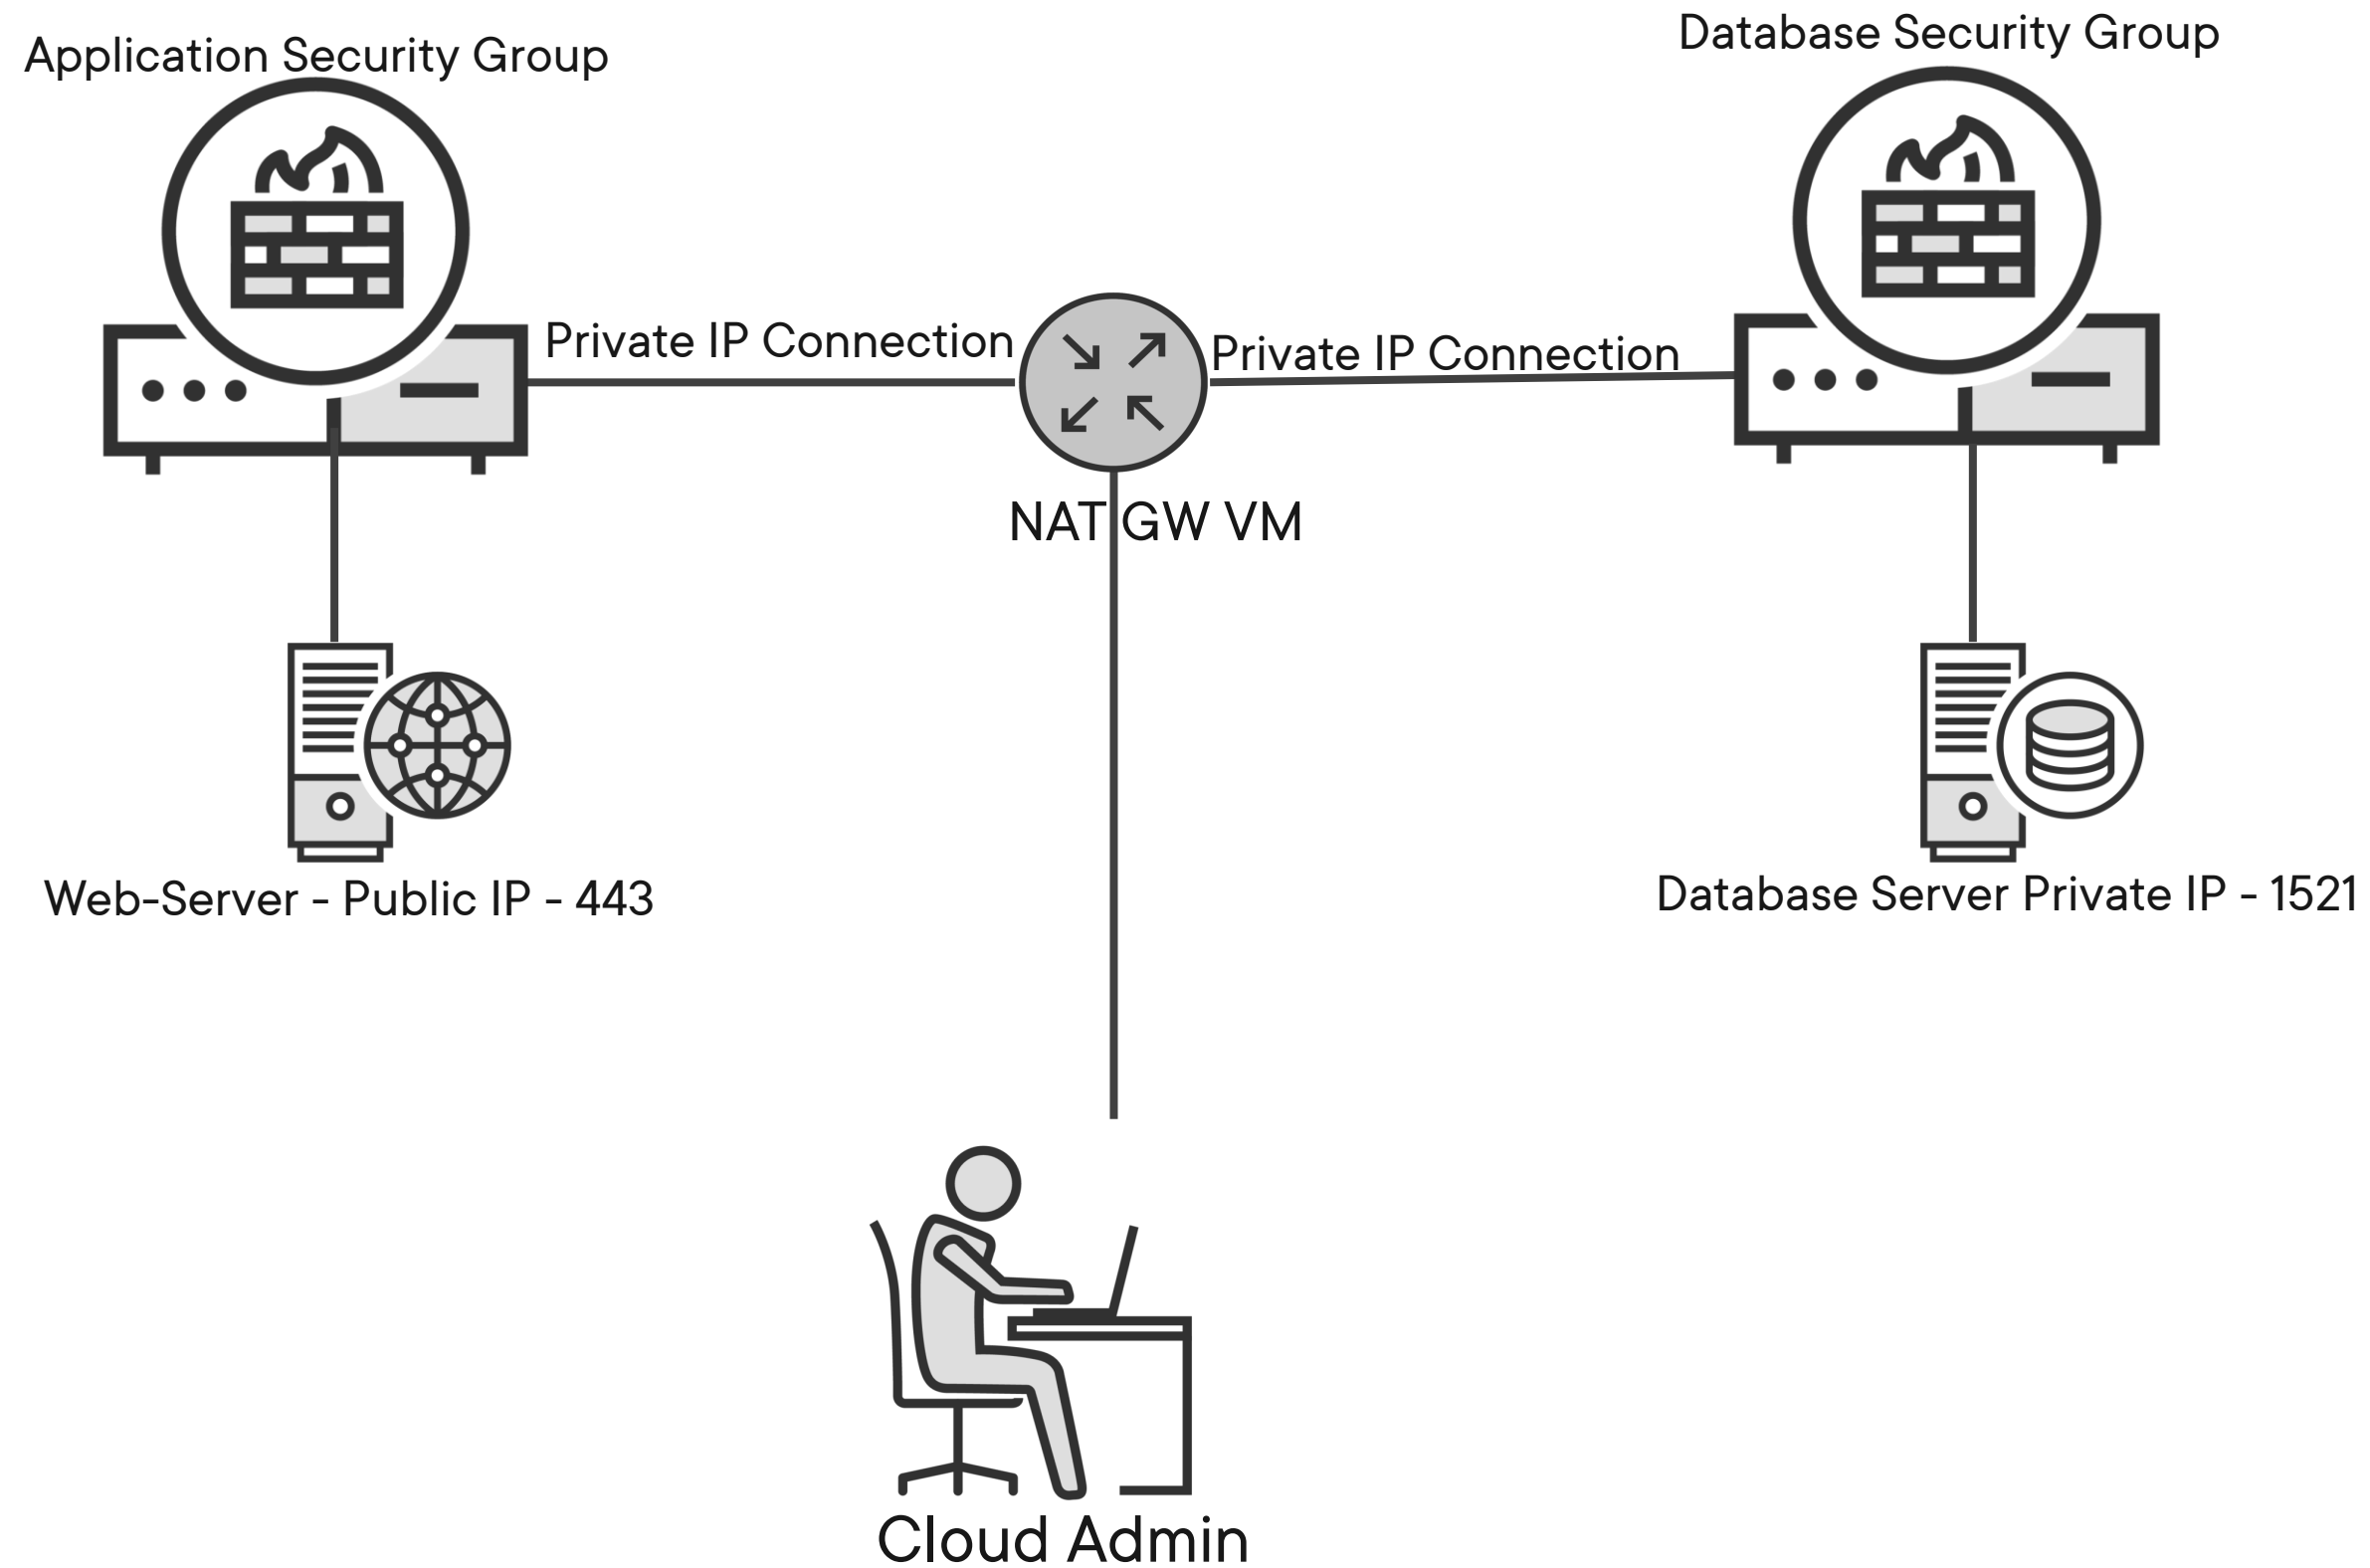 Application Security Group
Database Security Group
Private IP Connection
Private IP Connection
NAT GW VM
Web-Server - Public IP - 443
Database Server Private IP - 1521
Cloud Admin